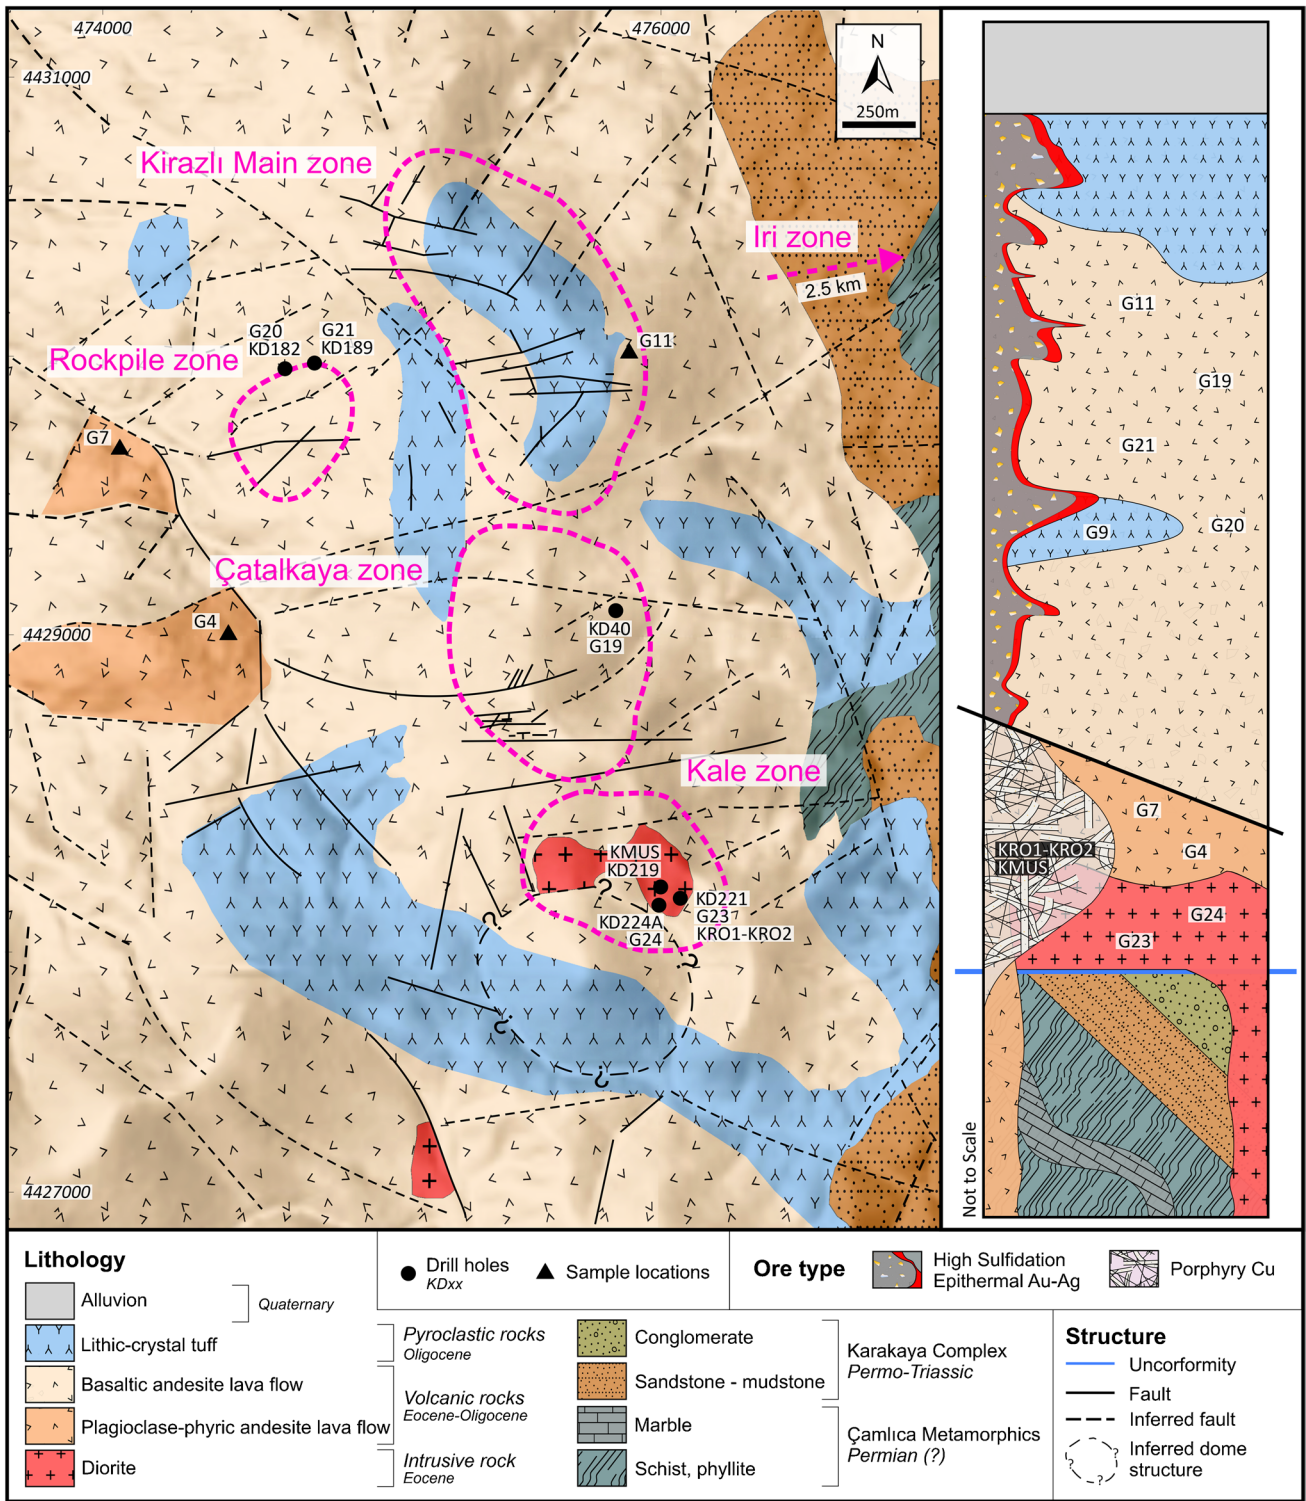 474000
476000
4431000
N
250m
Kirazlı Main zone
Iri zone
2.5 km
G20
KD182
G21
KD189
G11
Rockpile zone
G7
Çatalkaya zone
G4
4429000
KD40
G19
Kale zone
KMUS
KD219
KD221
G23
KRO1-KRO2
KD224A
G24
?
?
?
?
?
4427000
G11
G19
G21
G9
G20
G7
G4
KRO1-KRO2
KMUS
G24
G23
Not to Scale
Lithology
Alluvion
Quaternary
Lithic-crystal tuff
Pyroclastic rocks
Oligocene
Basaltic andesite lava flow
Plagioclase-phyric andesite lava flow
Volcanic rocks
Eocene-Oligocene
Diorite
Intrusive rock
Eocene
Drill holes
KDxx
Sample locations
Ore type
High Sulfidation
Epithermal Au-Ag
Porphyry Cu
Conglomerate
Sandstone - mudstone
Karakaya Complex
Permo-Triassic
Marble
Schist, phyllite
Çamlıca Metamorphics
Permian (?)
Structure
Uncorformity
Fault
Inferred fault
Inferred dome
structure
?
?
?